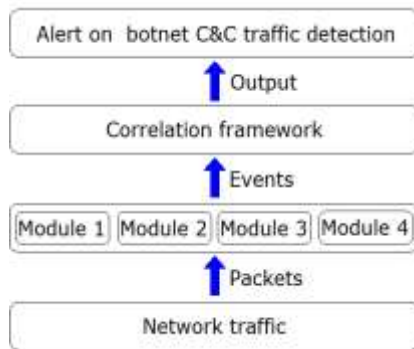 Alert on botnet C&C traffic detection
Output
Correlation framework
Events
Module 1 Module 2 Module 3 Module 4
Packets
Network traffic